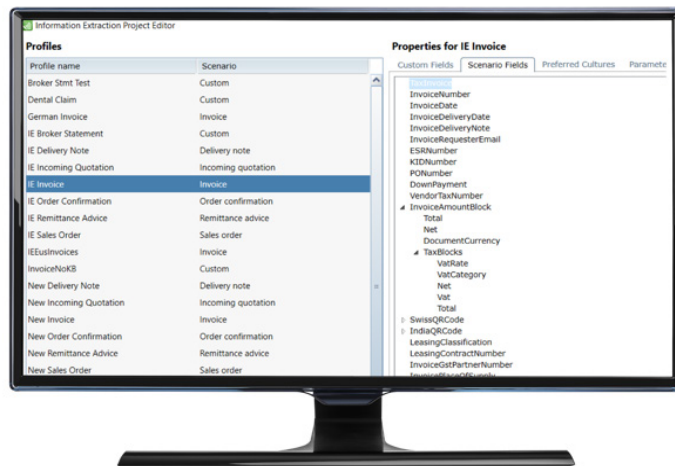 Information Extraction Project Editor
Profiles
Profile name Scenario
Broker Stmt Test Custom
Dental Claim Custom
German Invoice Invoice
IE Broker Statement Custom
IE Delivery Note Delivery note
IE Incoming Quotation Incoming quotation
IE Invoice Invoice
IE Order Confirmation Order confirmation
IE Remittance Advice Remittance advice
IE Sales Order Sales order
IEEusInvoices Invoice
InvoiceNoKB Custom
New Delivery Note Delivery note
New Incoming Quotation Incoming quotation
New Invoice Invoice
New Order Confirmation Order confirmation
New Remittance Advice Remittance advice
New Sales Order Sales order
Properties for IE Invoice
Custom Fields Scenario Fields Preferred Cultures Paramete
InvoiceNumber
InvoiceDate
InvoiceDeliveryDate
InvoiceDeliveryNote
InvoiceRequesterEmail
ESRNumber
KIDNumber
PONumber
DownPayment
VendorTaxNumber
InvoiceAmountBlock
Total
Net
DocumentCurrency
TaxBlocks
VatRate
VatCategory
Net
Vat
Total
SwissQRCode
IndiaQRCode
LeasingClassification
LeasingContractNumber
InvoiceGstPartnerNumber
InvoicePlaceOfSupply